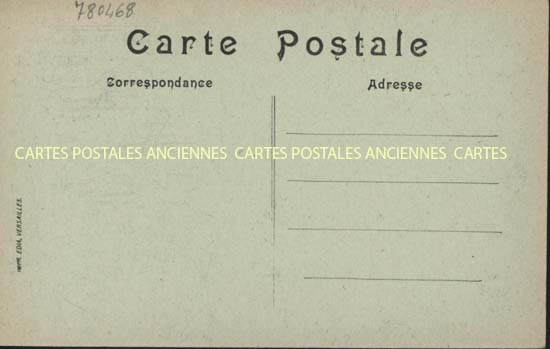 780468
Carte Postale
Correspondance
Adresse
CARTES POSTALES ANCIENNES CARTES POSTALES ANCIENNES CARTES
IMPR. EDIA, VERSAILLES.